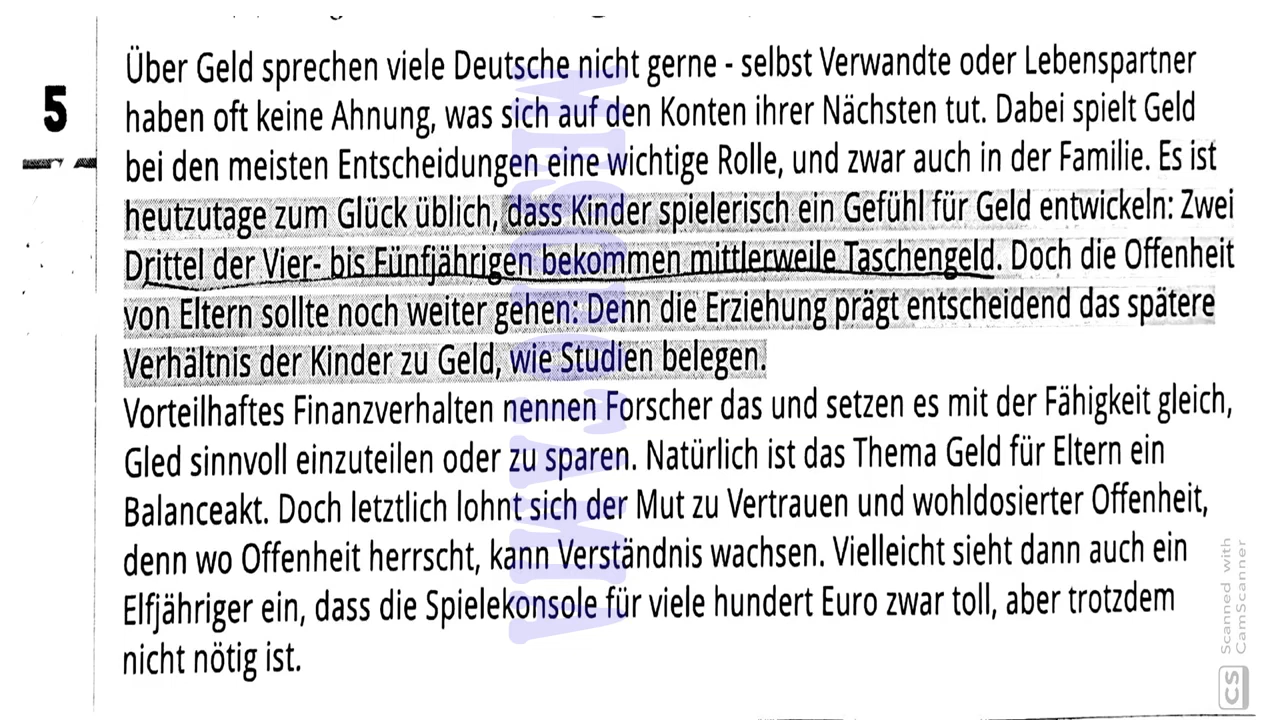 5
Über Geld sprechen viele Deutsche nicht gerne - selbst Verwandte oder Lebenspartner
haben oft keine Ahnung, was sich auf den Konten ihrer Nächsten tut. Dabei spielt Geld
bei den meisten Entscheidungen eine wichtige Rolle, und zwar auch in der Familie. Es ist
heutzutage zum Glück üblich, dass Kinder spielerisch ein Gefühl für Geld entwickeln: Zwei
Drittel der Vier- bis Fünfjährigen bekommen mittlerweile Taschengeld. Doch die Offenheit
von Eltern sollte noch weiter gehen: Denn die Erziehung prägt entscheidend das spätere
Verhältnis der Kinder zu Geld, wie Studien belegen.
Vorteilhaftes Finanzverhalten nennen Forscher das und setzen es mit der Fähigkeit gleich,
Gled sinnvoll einzuteilen oder zu sparen. Natürlich ist das Thema Geld für Eltern ein
Balanceakt. Doch letztlich lohnt sich der Mut zu Vertrauen und wohldosierter Offenheit,
denn wo Offenheit herrscht, kann Verständnis wachsen. Vielleicht sieht dann auch ein
Elfjähriger ein, dass die Spielekonsole für viele hundert Euro zwar toll, aber trotzdem
nicht nötig ist.
Scanned with
CamScanner
CS